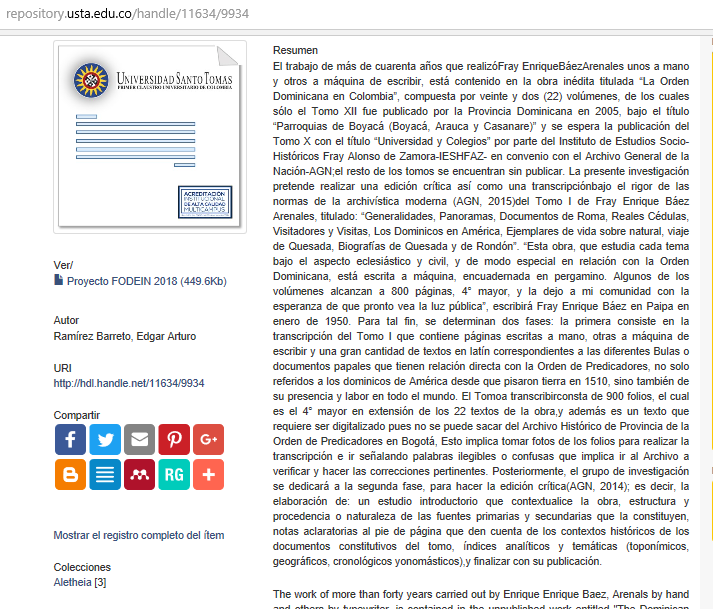 repository.usta.edu.co/handle/11634/9934
UNIVERSIDAD SANTO TOMAS
PRIMER CLAUSTRO UNIVERSITARIO DE COLOMBIA
ACREDITACIÓN
INSTITUCIONAL
DE ALTA CALIDAD
MULTICAMPUS
Ver/
Proyecto FODEIN 2018 (449.6Kb)
Autor
Ramírez Barreto, Edgar Arturo
URI
http://hdl.handle.net/11634/9934
Compartir
f
G+
RG
+
Mostrar el registro completo del ítem
Colecciones
Aletheia [3]
Resumen
El trabajo de más de cuarenta años que realizóFray EnriqueBáezArenales unos a mano
y otros a máquina de escribir, está contenido en la obra inédita titulada “La Orden
Dominicana en Colombia”, compuesta por veinte y dos (22) volúmenes, de los cuales
sólo el Tomo XII fue publicado por la Provincia Dominicana en 2005, bajo el título
“Parroquias de Boyacá (Boyacá, Arauca y Casanare)” y se espera la publicación del
Tomo X con el título “Universidad y Colegios” por parte del Instituto de Estudios Socio-
Históricos Fray Alonso de Zamora-IESHFAZ- en convenio con el Archivo General de la
Nación-AGN;el resto de los tomos se encuentran sin publicar. La presente investigación
pretende realizar una edición crítica así como una transcripciónbajo el rigor de las
normas de la archivística moderna (AGN, 2015)del Tomo I de Fray Enrique Báez
Arenales, titulado: “Generalidades, Panoramas, Documentos de Roma, Reales Cédulas,
Visitadores y Visitas, Los Dominicos en América, Ejemplares de vida sobre natural, viaje
de Quesada, Biografías de Quesada y de Rondón”. “Esta obra, que estudia cada tema
bajo el aspecto eclesiástico y civil, y de modo especial en relación con la Orden
Dominicana, está escrita a máquina, encuadernada en pergamino. Algunos de los
volúmenes alcanzan a 800 páginas, 4° mayor, y la dejo a mi comunidad con la
esperanza de que pronto vea la luz pública”, escribirá Fray Enrique Báez en Paipa en
enero de 1950. Para tal fin, se determinan dos fases: la primera consiste en la
transcripción del Tomo I que contiene páginas escritas a mano, otras a máquina de
escribir y una gran cantidad de textos en latín correspondientes a las diferentes Bulas o
documentos papales que tienen relación directa con la Orden de Predicadores, no solo
referidos a los dominicos de América desde que pisaron tierra en 1510, sino también de
su presencia y labor en todo el mundo. El Tomoa transcribirconsta de 900 folios, el cual
es el 4° mayor en extensión de los 22 textos de la obra,y además es un texto que
requiere ser digitalizado pues no se puede sacar del Archivo Histórico de Provincia de la
Orden de Predicadores en Bogotá, Esto implica tomar fotos de los folios para realizar la
transcripción e ir señalando palabras ilegibles o confusas que implica ir al Archivo a
verificar y hacer las correcciones pertinentes. Posteriormente, el grupo de investigación
se dedicará a la segunda fase, para hacer la edición crítica(AGN, 2014); es decir, la
elaboración de: un estudio introductorio que contextualice la obra, estructura y
procedencia o naturaleza de las fuentes primarias y secundarias que la constituyen,
notas aclaratorias al pie de página que den cuenta de los contextos históricos de los
documentos constitutivos del tomo, índices analíticos y temáticas (toponímicos,
geográficos, cronológicos yonomásticos),y finalizar con su publicación.
The work of more than forty years carried out by Enrique Enrique Baez, Arenals by hand
and others by typewriter, is contained in the unpublished work entitled "The Dominican